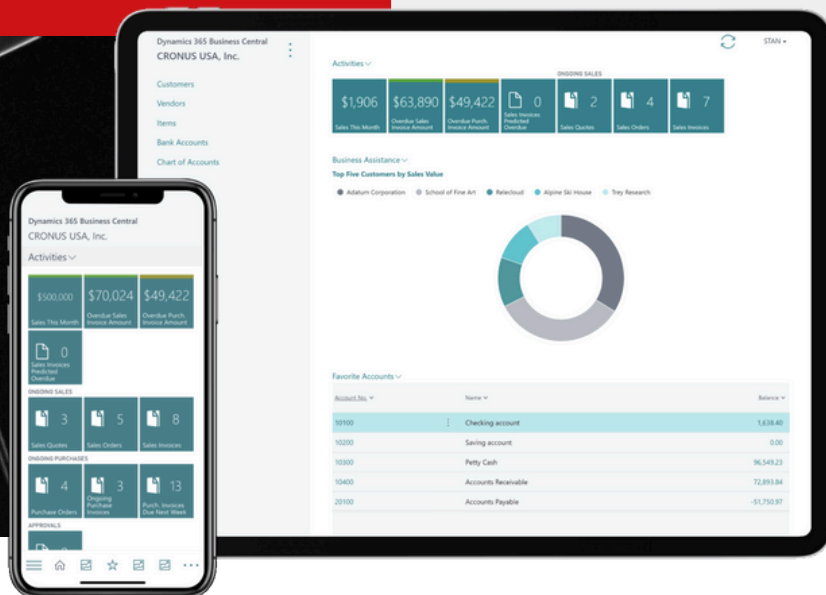 Dynamics 365 Business Central
CRONUS USA, Inc.
STAN
Customers
Vendors
Items
Bank Accounts
Chart of Accounts
Activities
ONGOING SALES
$1,906
Sales This Month
$63,890
Overdue Sales
Invoice Amount
$49,422
Overdue Purch.
Invoice Amount
0
Sales Invoices
Predicted
Overdue
2
Sales Quotes
4
Sales Orders
7
Sales Invoices
Business Assistance
Top Five Customers by Sales Value
Adatum Corporation School of Fine Art Relecloud Alpine Ski House Trey Research
Favorite Accounts
Account No. Name Balance
10100 Checking account 1,638.40
10200 Saving account 0.00
10300 Petty Cash 96,549.23
10400 Accounts Receivable 72,893.84
20100 Accounts Payable -51,750.97
Dynamics 365 Business Central
CRONUS USA, Inc.
Activities
$500,000
Sales This Month
$70,024
Overdue Sales
Invoice Amount
$49,422
Overdue Purch.
Invoice Amount
0
Sales Invoices
Predicted
Overdue
ONGOING SALES
3
Sales Quotes
5
Sales Orders
8
Sales Invoices
ONGOING PURCHASES
4
Purchase Orders
3
Ongoing
Purchase
Invoices
13
Purch. Invoices
Due Next Week
APPROVALS